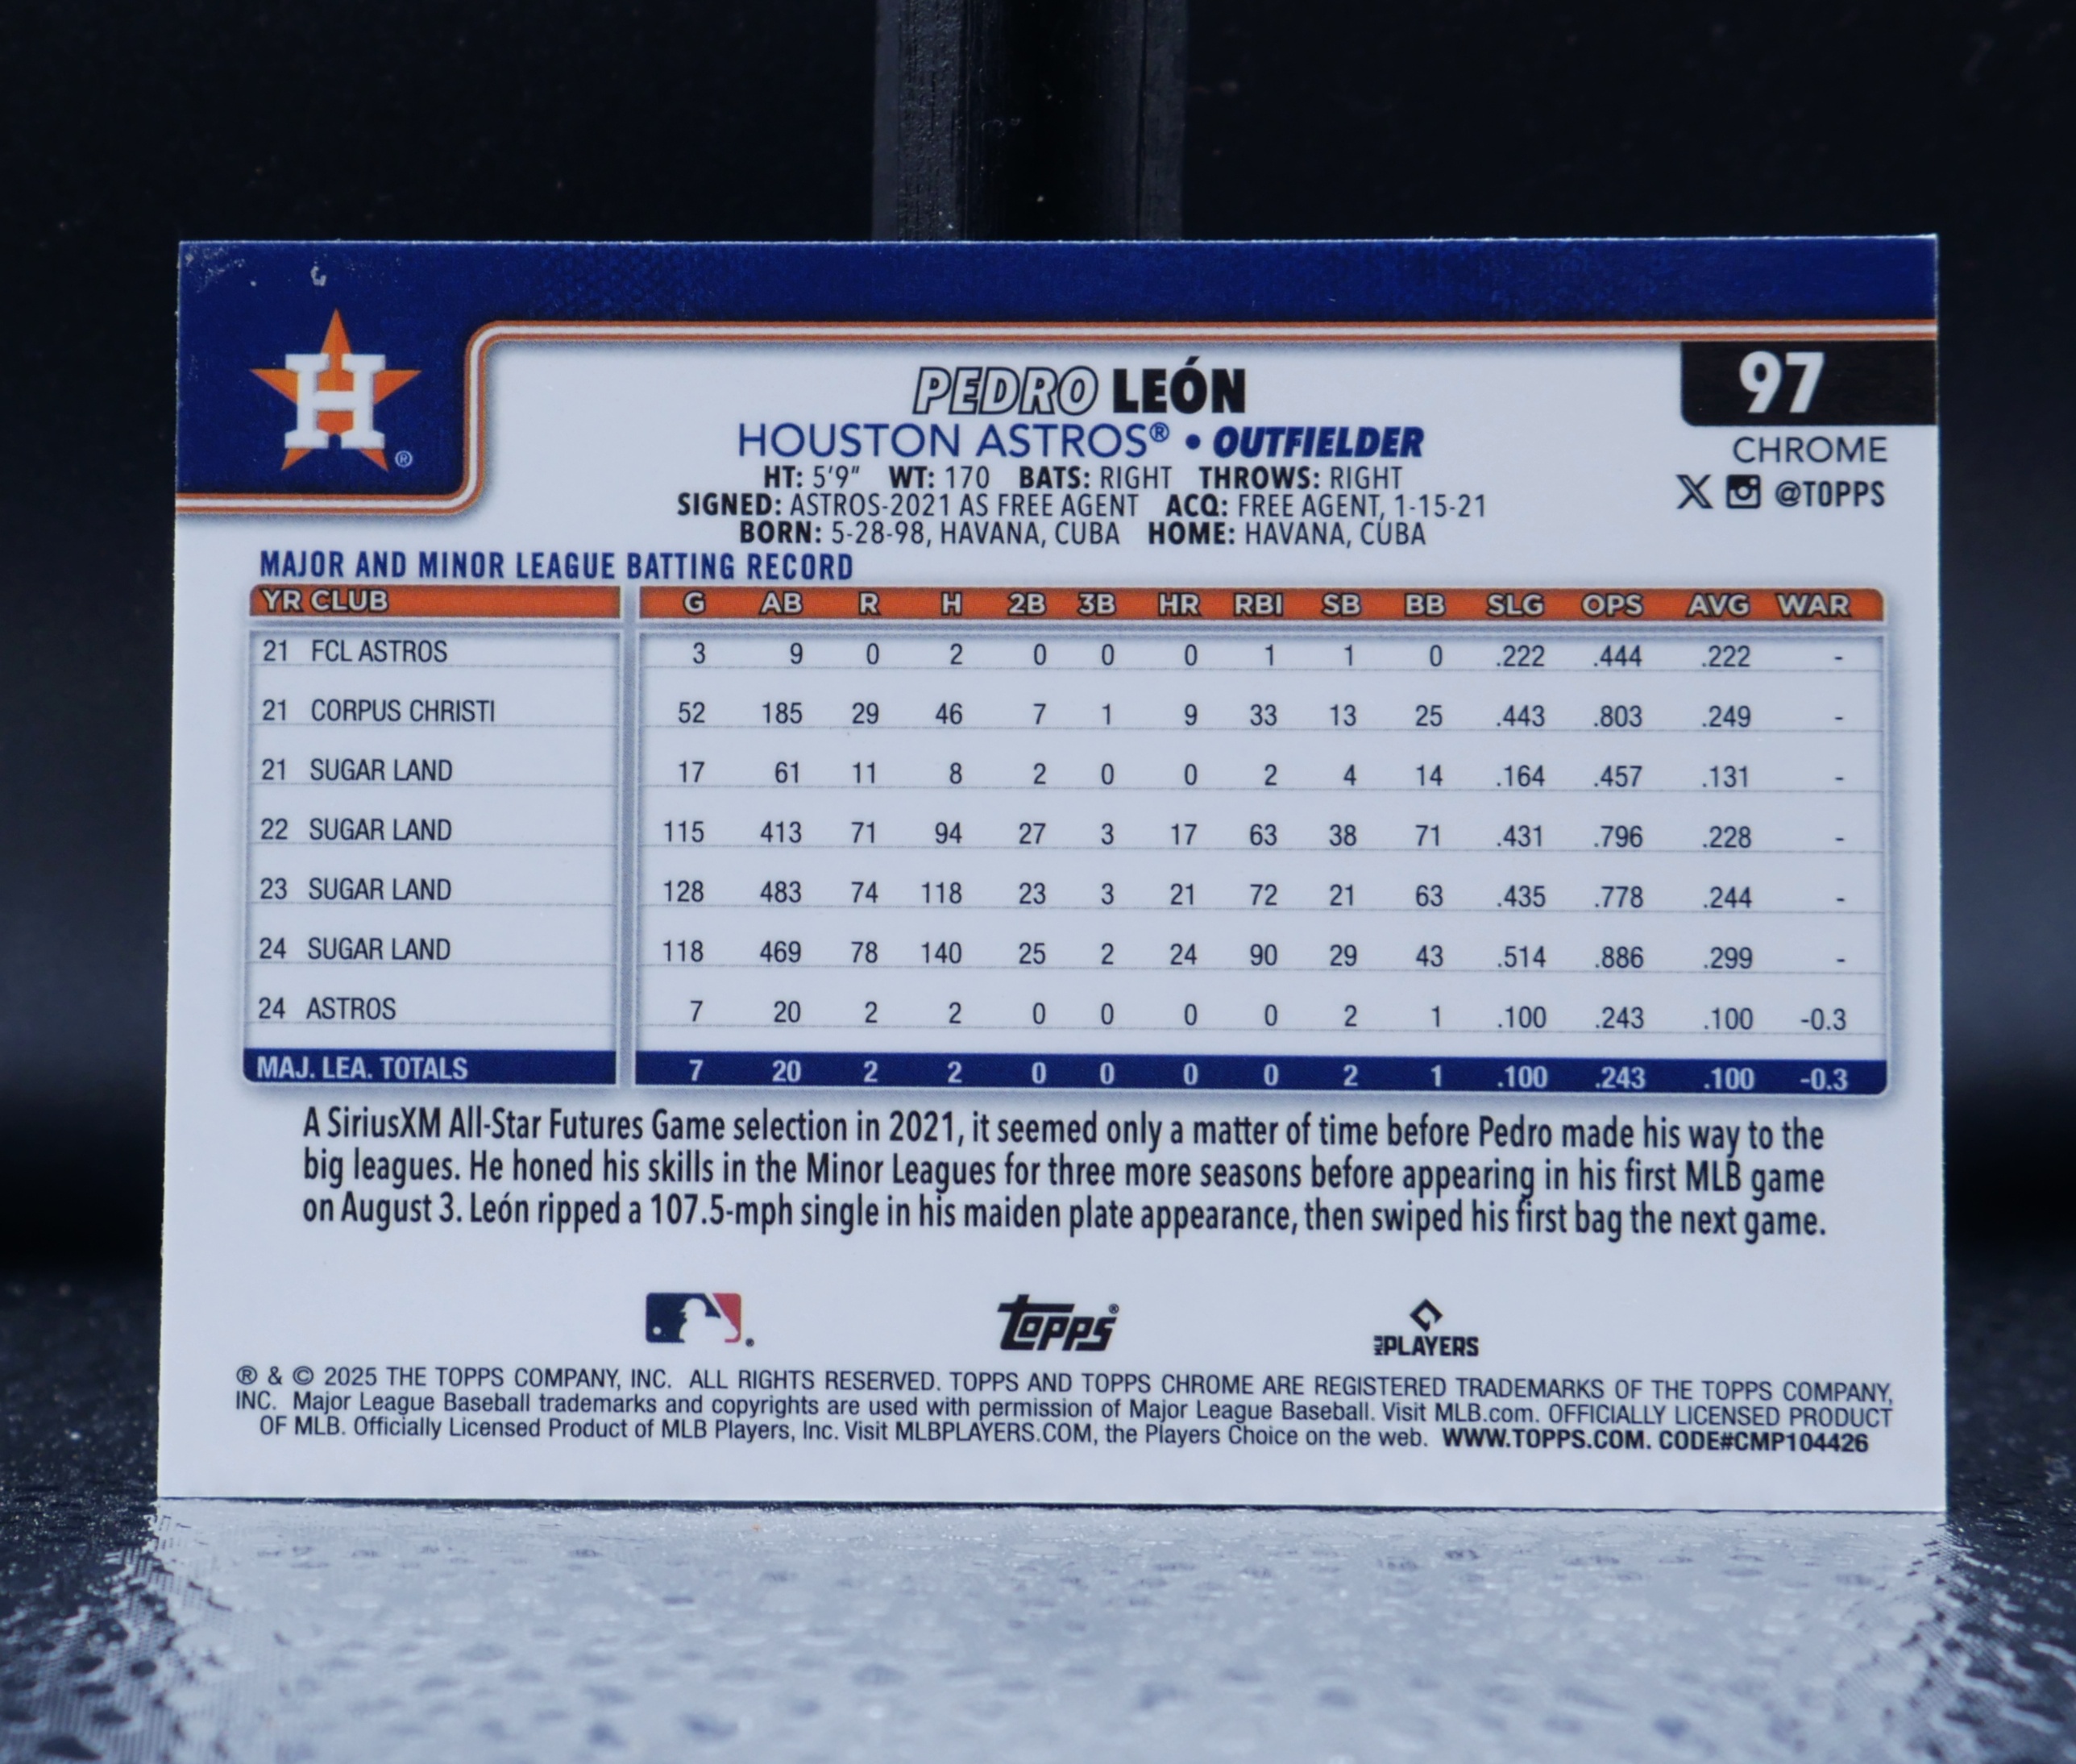 H ®
PEDRO LEÓN
97
HOUSTON ASTROS® • OUTFIELDER
CHROME
HT: 5'9" WT: 170 BATS: RIGHT THROWS: RIGHT
X @TOPPS
SIGNED: ASTROS-2021 AS FREE AGENT ACQ: FREE AGENT, 1-15-21
BORN: 5-28-98, HAVANA, CUBA HOME: HAVANA, CUBA
MAJOR AND MINOR LEAGUE BATTING RECORD
YR CLUB G AB R H 2B 3B HR RBI SB BB SLG OPS AVG WAR
21 FCL ASTROS 3 9 0 2 0 0 0 1 1 0 .222 .444 .222 -
21 CORPUS CHRISTI 52 185 29 46 7 1 9 33 13 25 .443 .803 .249 -
21 SUGAR LAND 17 61 11 8 2 0 0 2 4 14 .164 .457 .131 -
22 SUGAR LAND 115 413 71 94 27 3 17 63 38 71 .431 .796 .228 -
23 SUGAR LAND 128 483 74 118 23 3 21 72 21 63 .435 .778 .244 -
24 SUGAR LAND 118 469 78 140 25 2 24 90 29 43 .514 .886 .299 -
24 ASTROS 7 20 2 2 0 0 0 0 2 1 .100 .243 .100 -0.3
MAJ. LEA. TOTALS 7 20 2 2 0 0 0 0 2 1 .100 .243 .100 -0.3
A SiriusXM All-Star Futures Game selection in 2021, it seemed only a matter of time before Pedro made his way to the
big leagues. He honed his skills in the Minor Leagues for three more seasons before appearing in his first MLB game
on August 3. León ripped a 107.5-mph single in his maiden plate appearance, then swiped his first bag the next game.
Topps® MLB PLAYERS
® & © 2025 THE TOPPS COMPANY, INC. ALL RIGHTS RESERVED. TOPPS AND TOPPS CHROME ARE REGISTERED TRADEMARKS OF THE TOPPS COMPANY,
INC. Major League Baseball trademarks and copyrights are used with permission of Major League Baseball. Visit MLB.com. OFFICIALLY LICENSED PRODUCT
OF MLB. Officially Licensed Product of MLB Players, Inc. Visit MLBPLAYERS.COM, the Players Choice on the web. WWW.TOPPS.COM. CODE#CMP104426